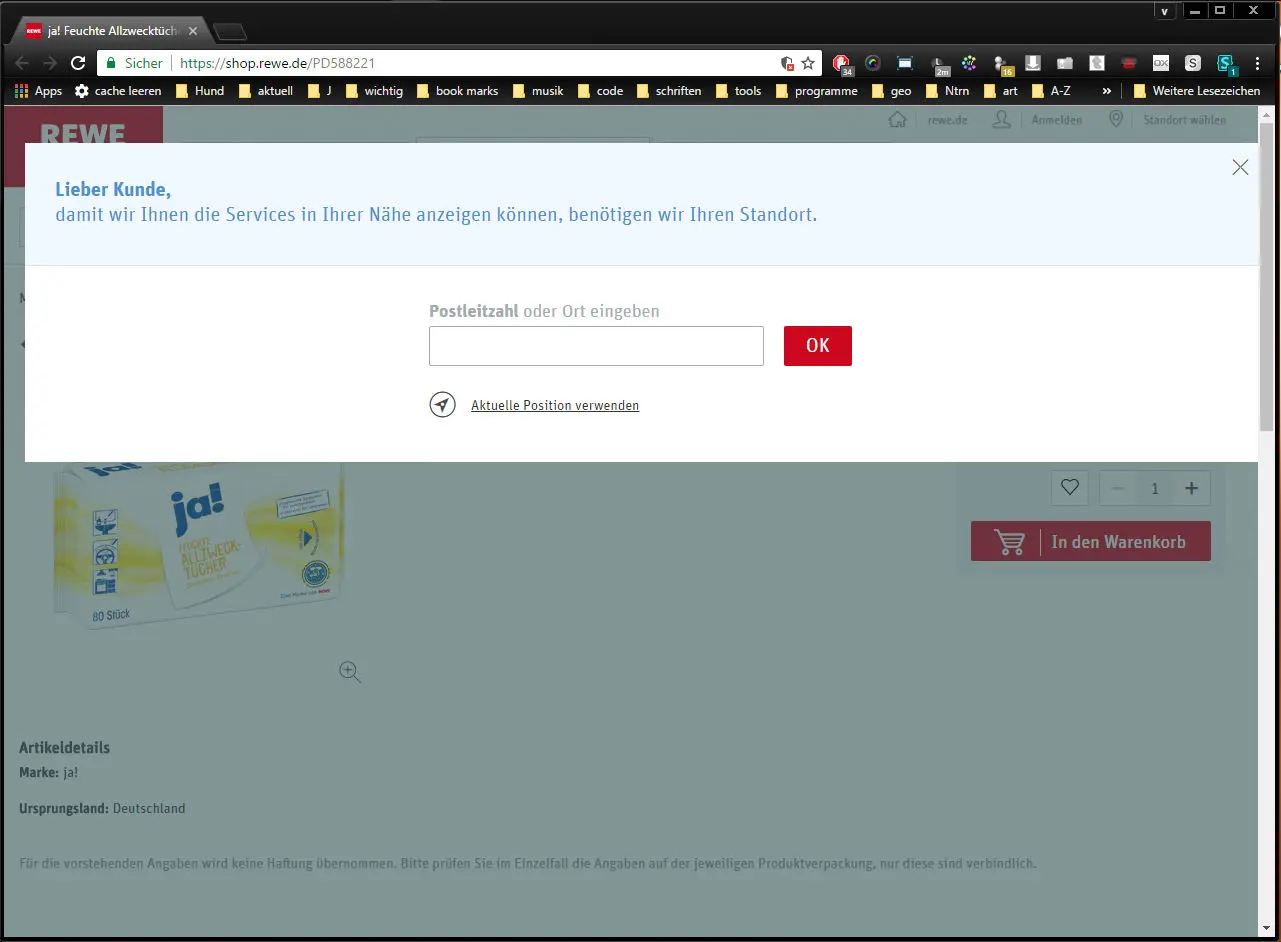 v
REWE
ja! Feuchte Allzwecktüch
Sicher
https://shop.rewe.de/PD588221
34
2m
16
1
S
Apps
cache leeren
Hund
aktuell
J
wichtig
book marks
musik
code
schriften
tools
programme
geo
Ntrn
art
A-Z
»
Weitere Lesezeichen
REWE
rewe.de
Anmelden
Standort wählen
Lieber Kunde,
damit wir Ihnen die Services in Ihrer Nähe anzeigen können, benötigen wir Ihren Standort.
Postleitzahl oder Ort eingeben
OK
Aktuelle Position verwenden
ja!
FEUCHTE
ALLZWECK-
TÜCHER
80 Stück
1
In den Warenkorb
Artikeldetails
Marke: ja!
Ursprungsland: Deutschland
Für die vorstehenden Angaben wird keine Haftung übernommen. Bitte prüfen Sie im Einzelfall die Angaben auf der jeweiligen Produktverpackung, nur diese sind verbindlich.